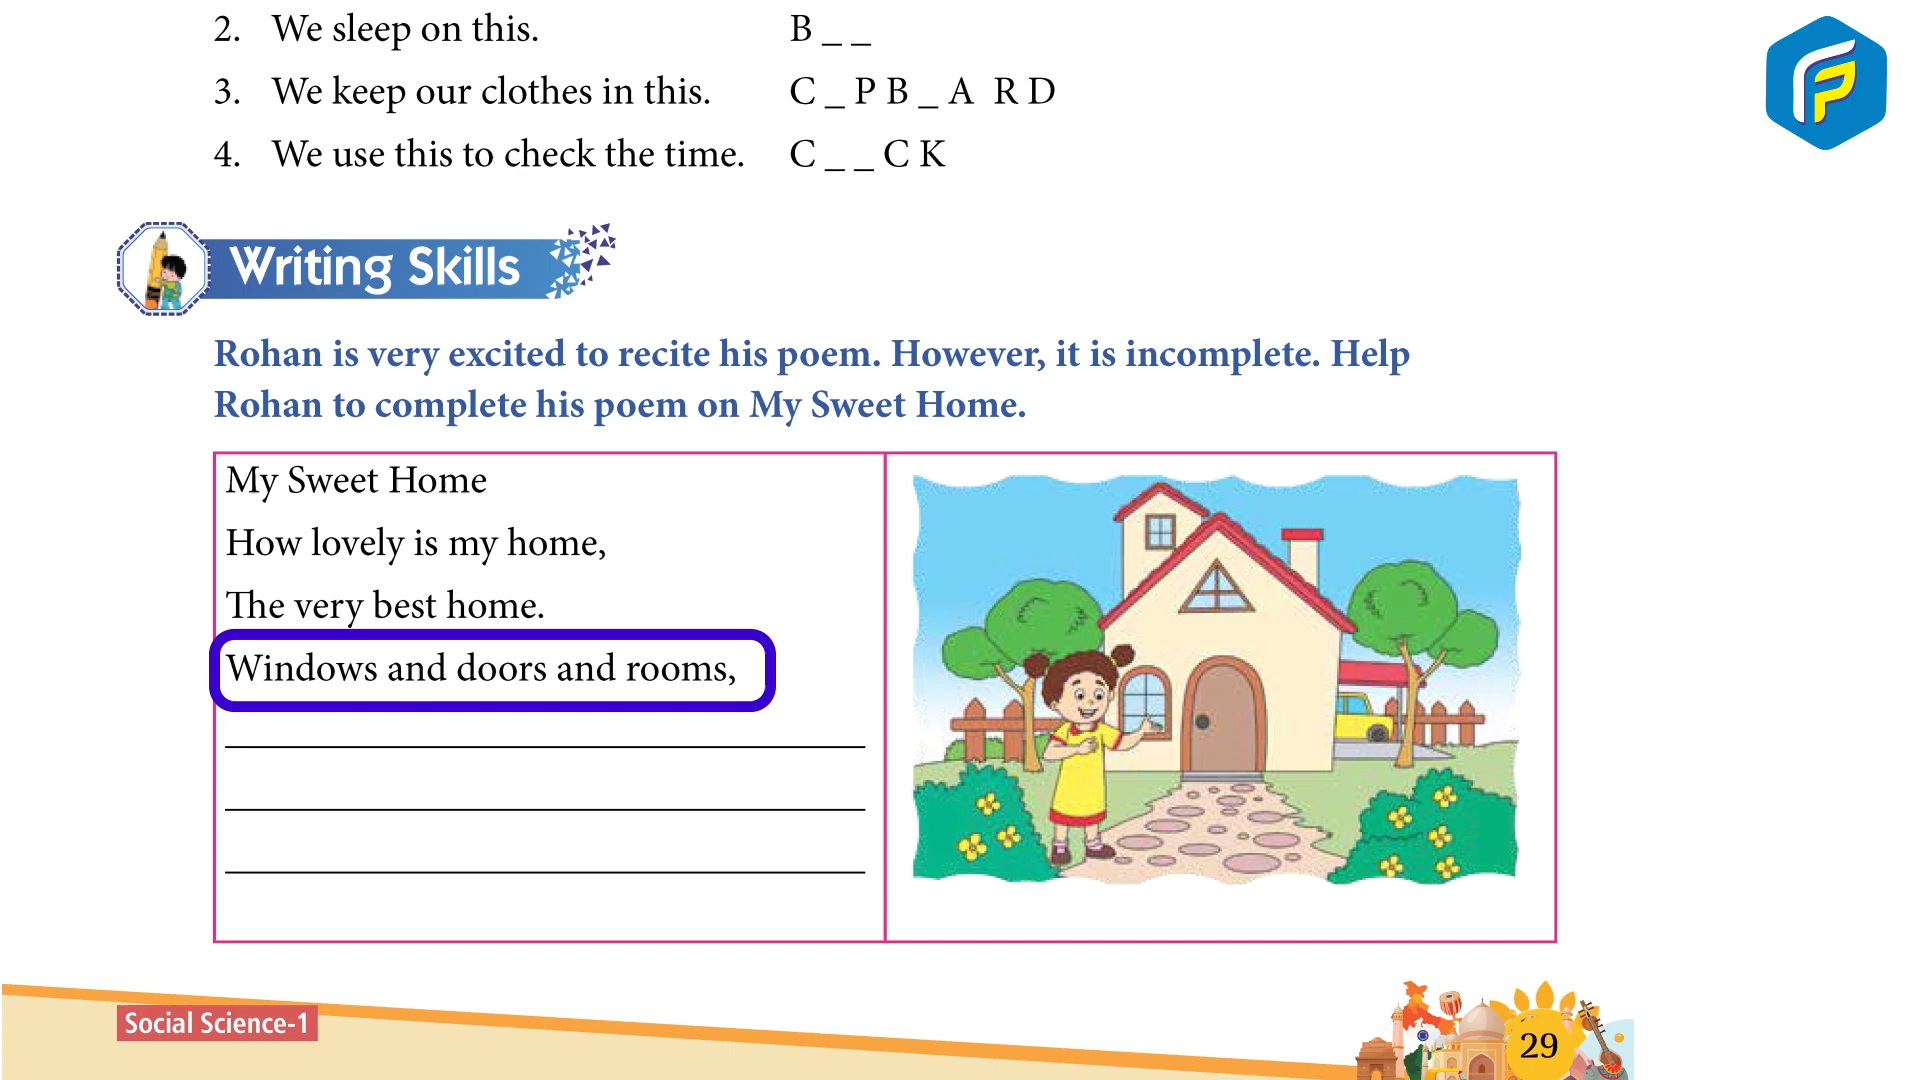 2. We sleep on this. B _ _
3. We keep our clothes in this. C _ P B _ A R D
4. We use this to check the time. C _ _ C K
Writing Skills
Rohan is very excited to recite his poem. However, it is incomplete. Help
Rohan to complete his poem on My Sweet Home.
My Sweet Home
How lovely is my home,
The very best home.
Windows and doors and rooms,
Social Science-1
29